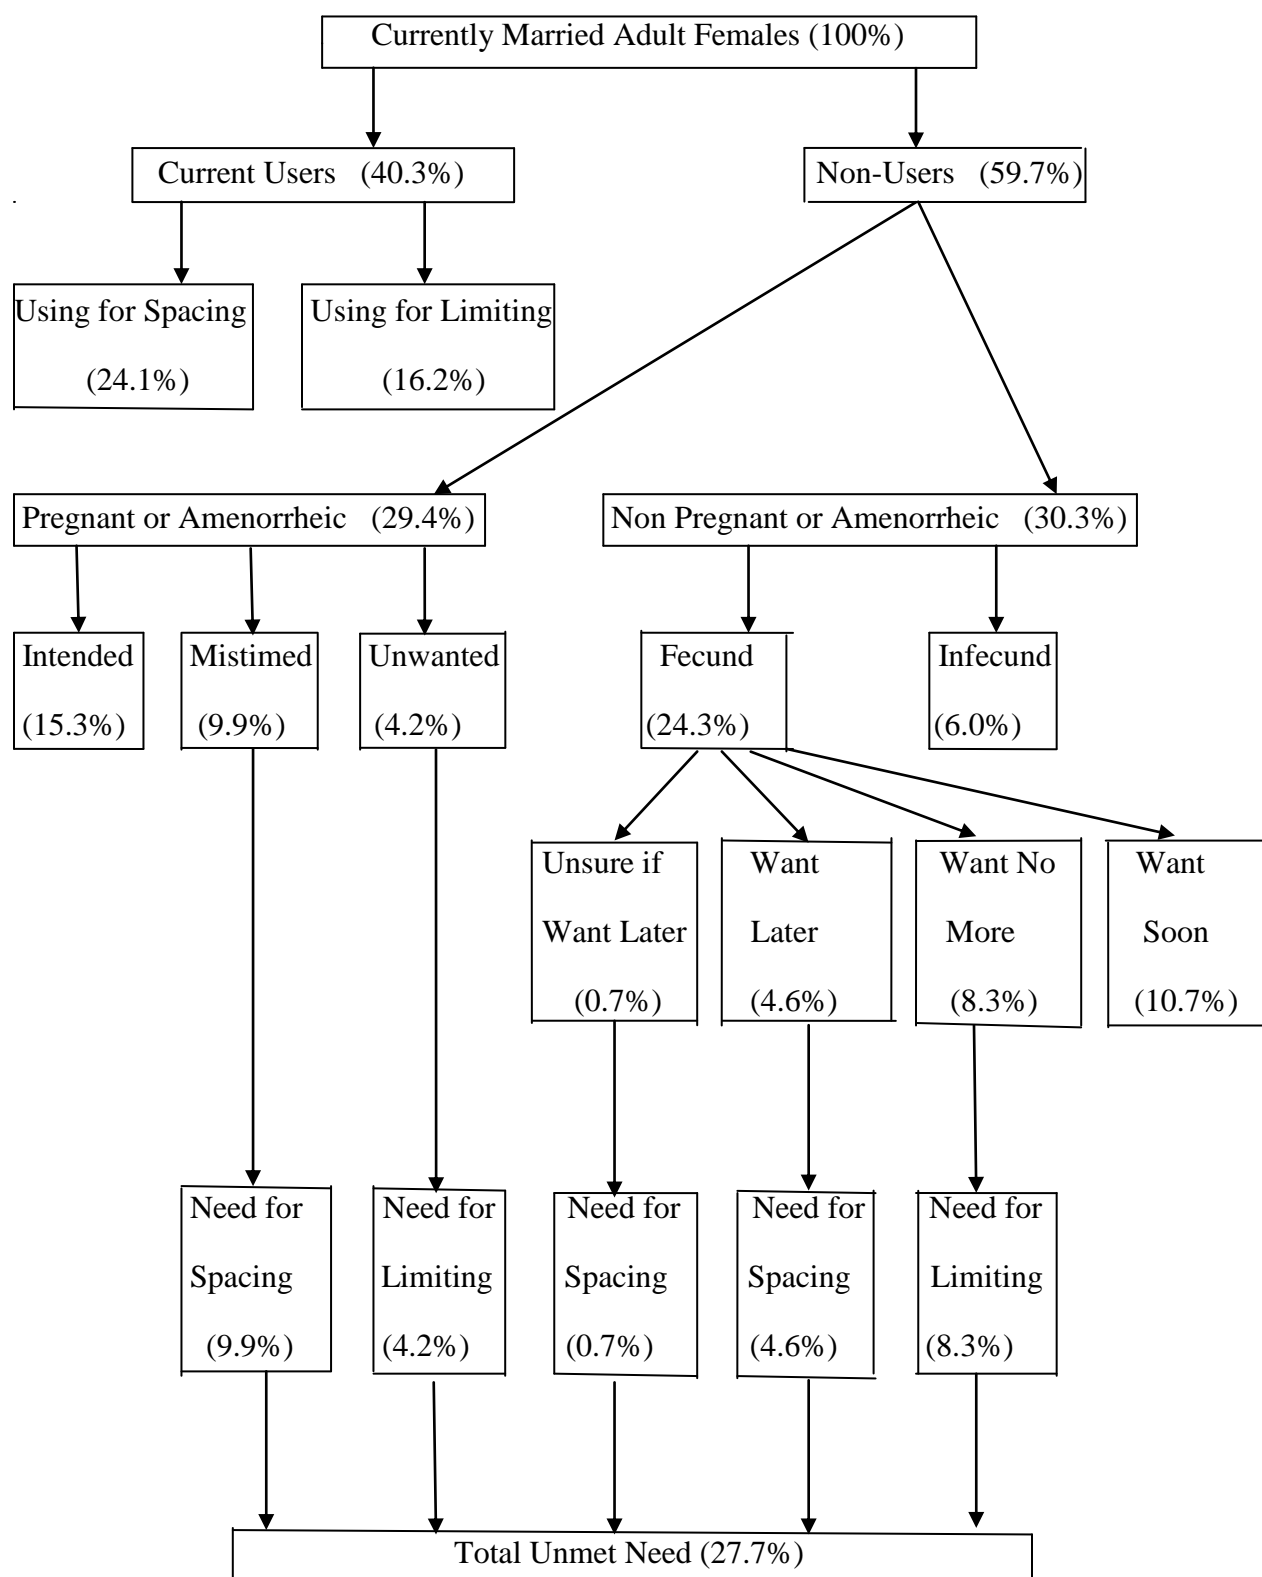 Currently Married Adult Females (100%)
Current Users (40.3%)
Non-Users (59.7%)
Using for Spacing
(24.1%)
Using for Limiting
(16.2%)
Pregnant or Amenorrheic (29.4%)
Non Pregnant or Amenorrheic (30.3%)
Intended
(15.3%)
Mistimed
(9.9%)
Unwanted
(4.2%)
Fecund
(24.3%)
Infecund
(6.0%)
Unsure if
Want Later
(0.7%)
Want
Later
(4.6%)
Want No
More
(8.3%)
Want
Soon
(10.7%)
Need for
Spacing
(9.9%)
Need for
Limiting
(4.2%)
Need for
Spacing
(0.7%)
Need for
Spacing
(4.6%)
Need for
Limiting
(8.3%)
Total Unmet Need (27.7%)